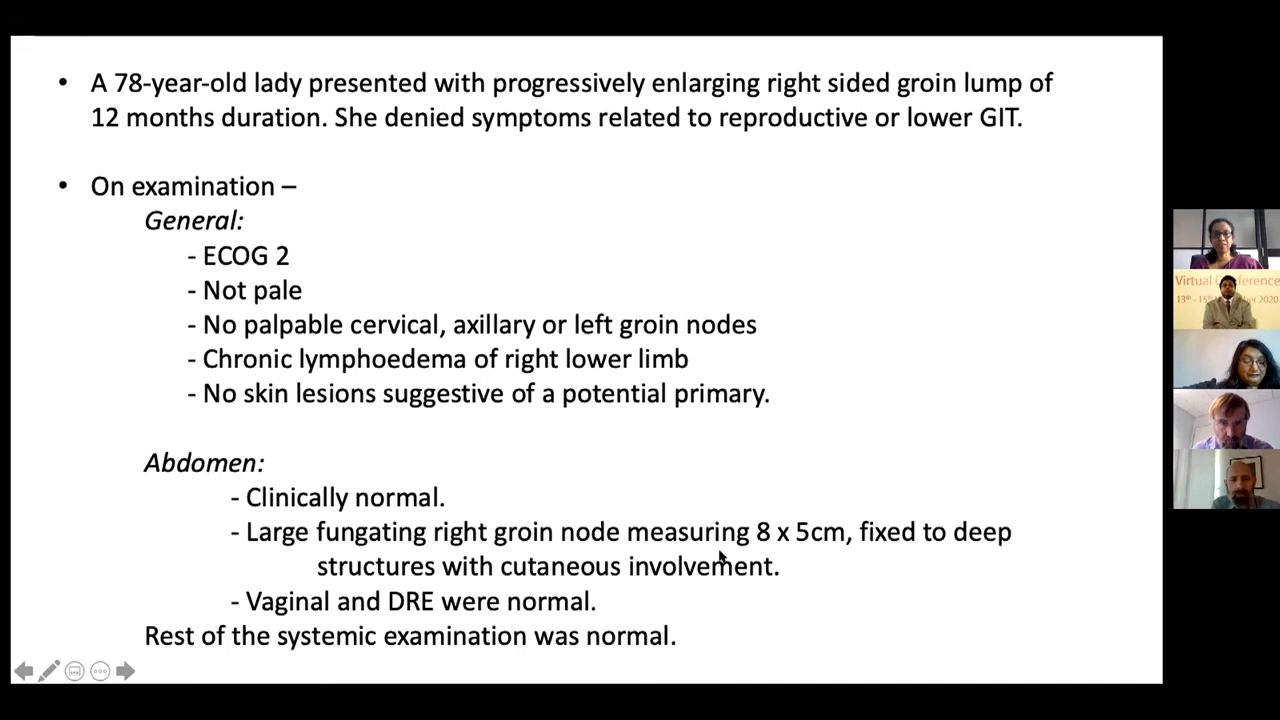 • A 78-year-old lady presented with progressively enlarging right sided groin lump of
12 months duration. She denied symptoms related to reproductive or lower GIT.
• On examination –
General:
- ECOG 2
- Not pale
- No palpable cervical, axillary or left groin nodes
- Chronic lymphoedema of right lower limb
- No skin lesions suggestive of a potential primary.
Abdomen:
- Clinically normal.
- Large fungating right groin node measuring 8 x 5cm, fixed to deep
structures with cutaneous involvement.
- Vaginal and DRE were normal.
Rest of the systemic examination was normal.
Virtual
13th - 15th 2020